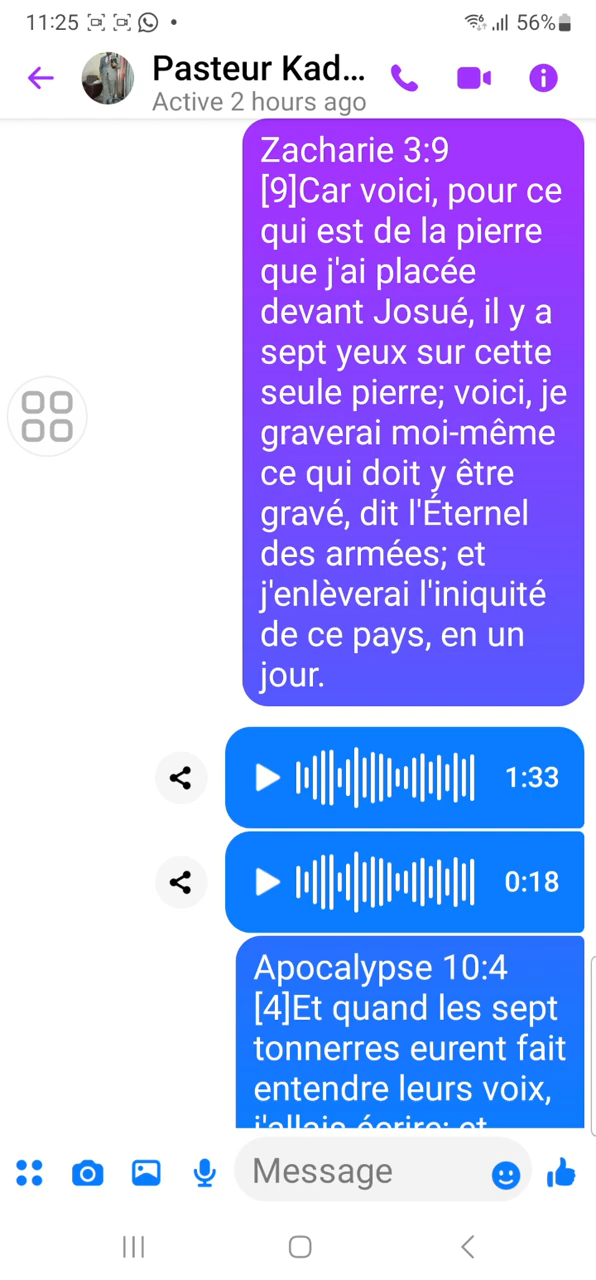 11:25 56%
Pasteur Kad...
Active 2 hours ago
Zacharie 3:9
[9]Car voici, pour ce
qui est de la pierre
que j'ai placée
devant Josué, il y a
sept yeux sur cette
seule pierre; voici, je
graverai moi-même
ce qui doit y être
gravé, dit l'Éternel
des armées; et
j'enlèverai l'iniquité
de ce pays, en un
jour.
1:33
0:18
Apocalypse 10:4
[4]Et quand les sept
tonnerres eurent fait
entendre leurs voix,
j'allais écrire; et
Message